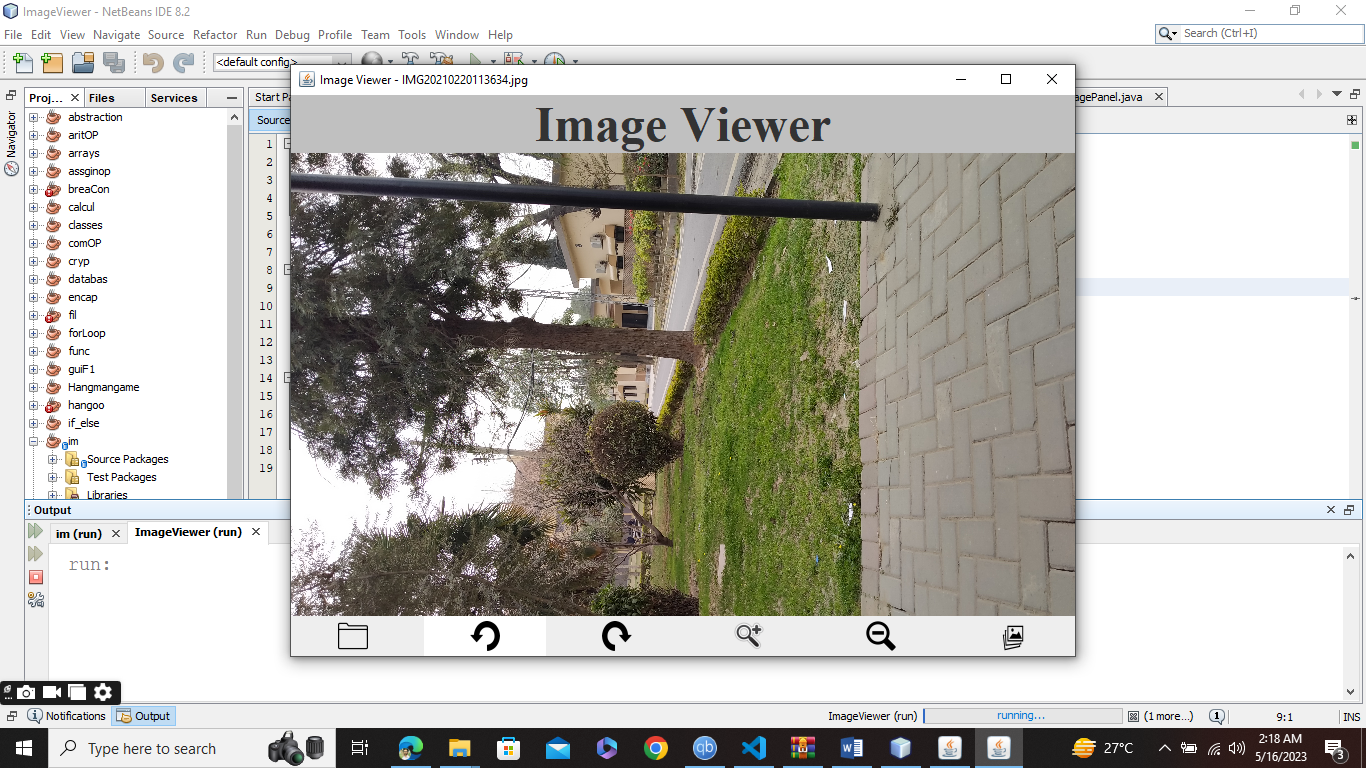 ImageViewer - NetBeans IDE 8.2
File Edit View Navigate Source Refactor Run Debug Profile Team Tools Window Help
Search (Ctrl+I)
<default config>
Image Viewer - IMG20210220113634.jpg
Proj... Files Services
Start Pa
agePanel.java
Source
Image Viewer
Navigator
abstraction
aritOP
arrays
assginop
breaCon
calcul
classes
comOP
cryp
databas
encap
fil
forLoop
func
guiF1
Hangmangame
hangoo
if_else
im
Source Packages
Test Packages
Libraries
1
2
3
4
5
6
7
8
9
10
11
12
13
14
15
16
17
18
19
Output
im (run) ImageViewer (run)
run:
Notifications Output
ImageViewer (run) running... (1 more...) 1 9:1 INS
Type here to search
27°C
2:18 AM
5/16/2023
3